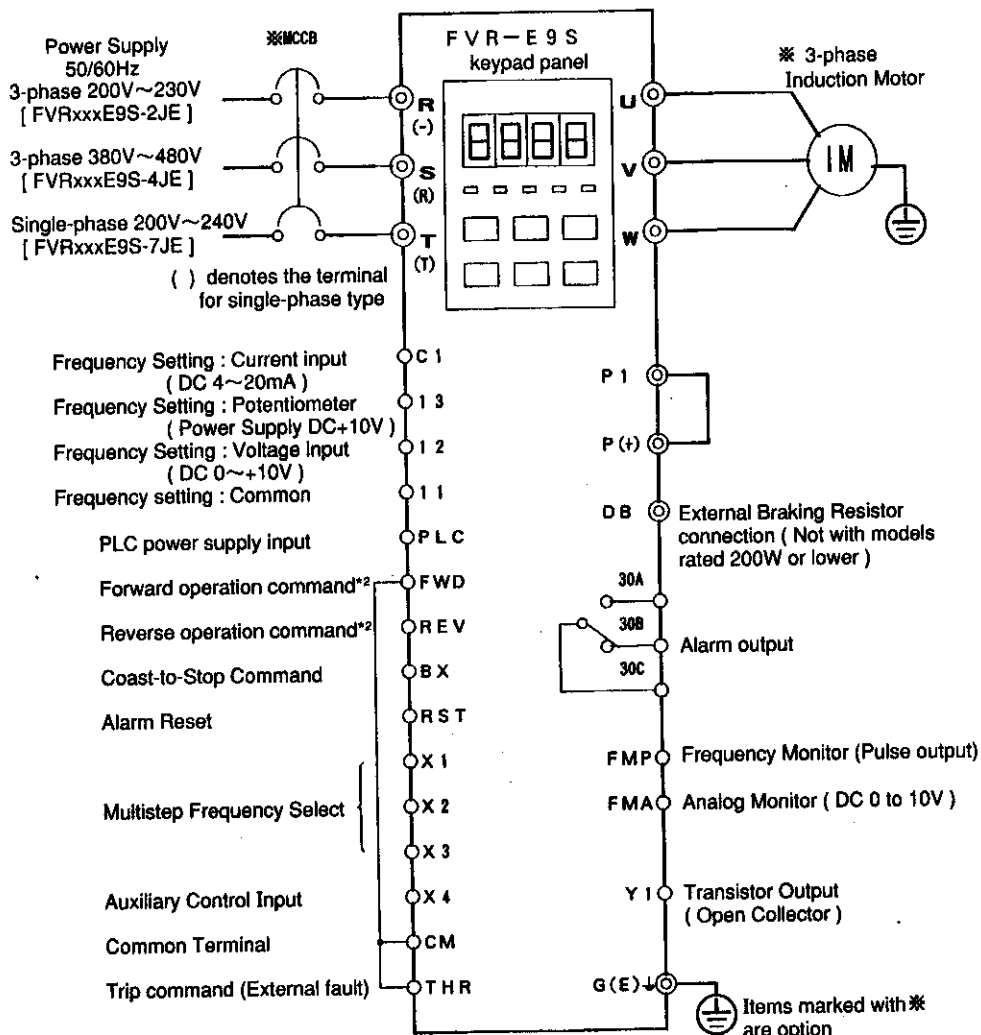 Power Supply
50/60Hz
3-phase 200V～230V
[ FVRxxxE9S-2JE ]
3-phase 380V～480V
[ FVRxxxE9S-4JE ]
Single-phase 200V～240V
[ FVRxxxE9S-7JE ]
( ) denotes the terminal
for single-phase type
※MCCB
FVR-E9S
keypad panel
8888
R
(-)
S
(R)
T
(T)
U
V
W
※ 3-phase
Induction Motor
IM
Frequency Setting : Current input
( DC 4～20mA )
C1
Frequency Setting : Potentiometer
( Power Supply DC+10V )
13
Frequency Setting : Voltage Input
( DC 0～+10V )
12
Frequency setting : Common
11
PLC power supply input
PLC
Forward operation command*2
FWD
Reverse operation command*2
REV
Coast-to-Stop Command
BX
Alarm Reset
RST
Multistep Frequency Select
X1
X2
X3
Auxiliary Control Input
X4
Common Terminal
CM
Trip command (External fault)
THR
P1
P(+)
DB
External Braking Resistor
connection ( Not with models
rated 200W or lower )
30A
30B
30C
Alarm output
FMP
Frequency Monitor (Pulse output)
FMA
Analog Monitor ( DC 0 to 10V )
Y1
Transistor Output
( Open Collector )
G(E)
Items marked with※
are option